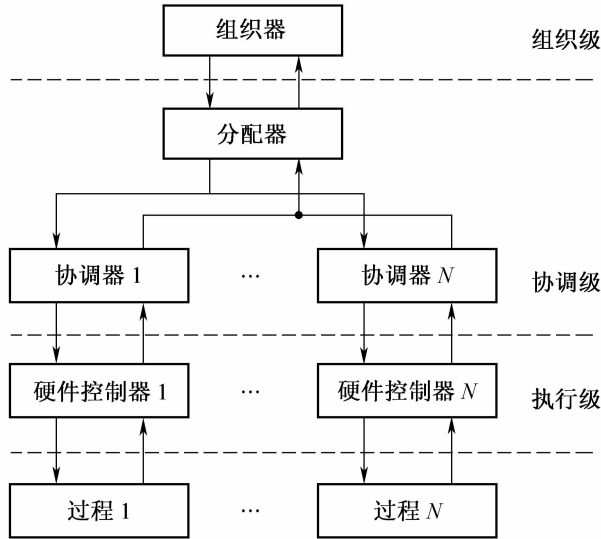 组织器
组织级
分配器
协调器 1 … 协调器 N
协调级
硬件控制器 1 … 硬件控制器 N
执行级
过程 1 … 过程 N